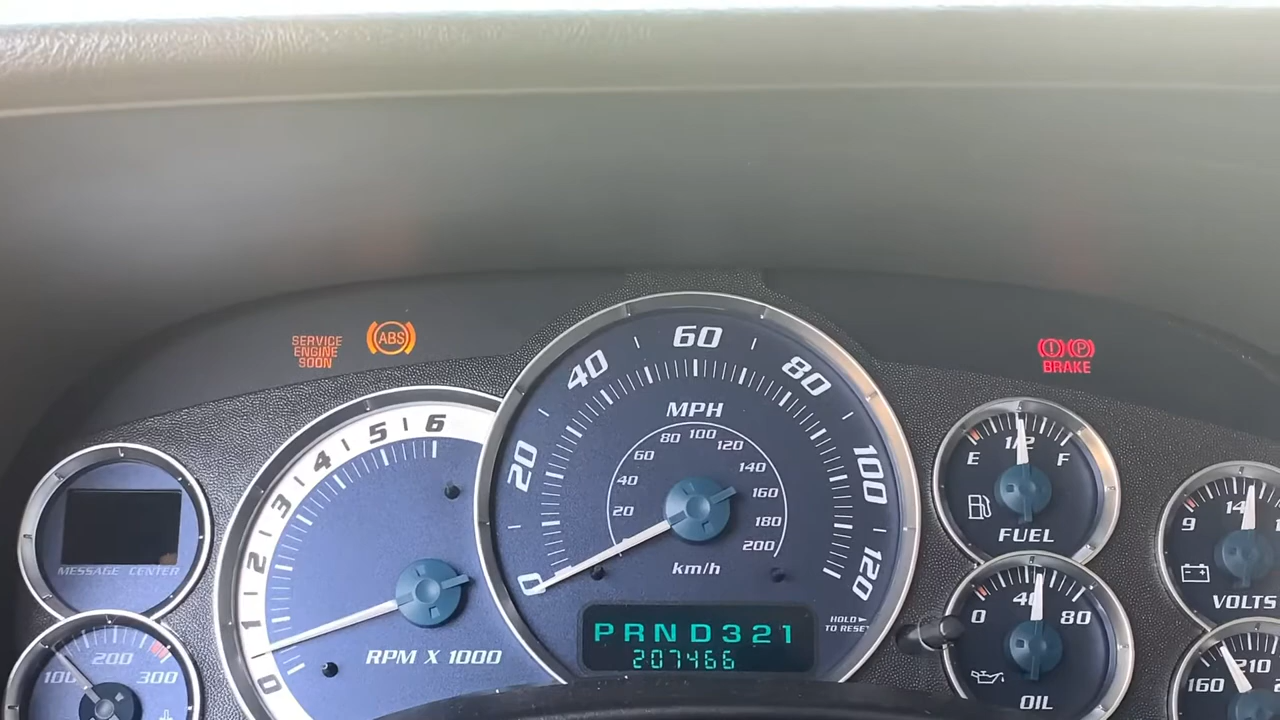 SERVICE
ENGINE
SOON
ABS
P
BRAKE
MESSAGE CENTER
100 200 300
0 1 2 3 4 5 6
RPM X 1000
0 20 40 60 80 100 120
MPH
20 40 60 80 100 120 140 160 180 200
km/h
HOLD
TO RESET
PRND321
207466
E 1/2 F
FUEL
0 40 80
OIL
9 14
VOLTS
160 210